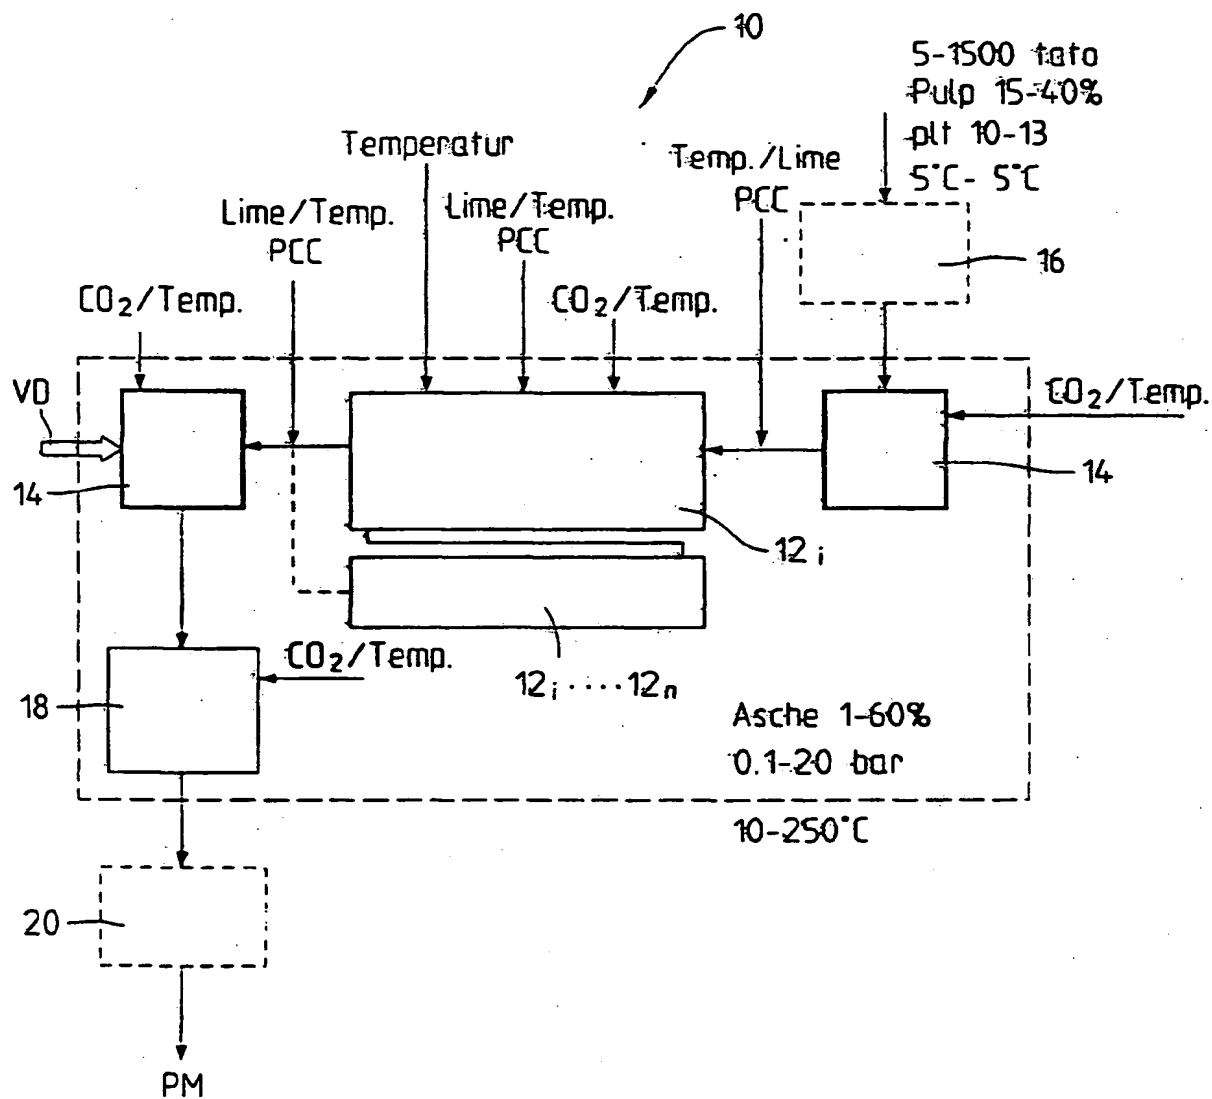 10
5-1500 tato
Pulp 15-40%
plt 10-13
5°C- 5°C
Temperatur
Temp./Lime
PCC
Lime/Temp.
PCC
Lime/Temp.
PCC
16
CO₂/Temp.
CO₂/Temp.
VD
CO₂/Temp.
14
14
12i
CO₂/Temp.
12i....12n
18
Asche 1-60%
0.1-20 bar
10-250°C
20
PM